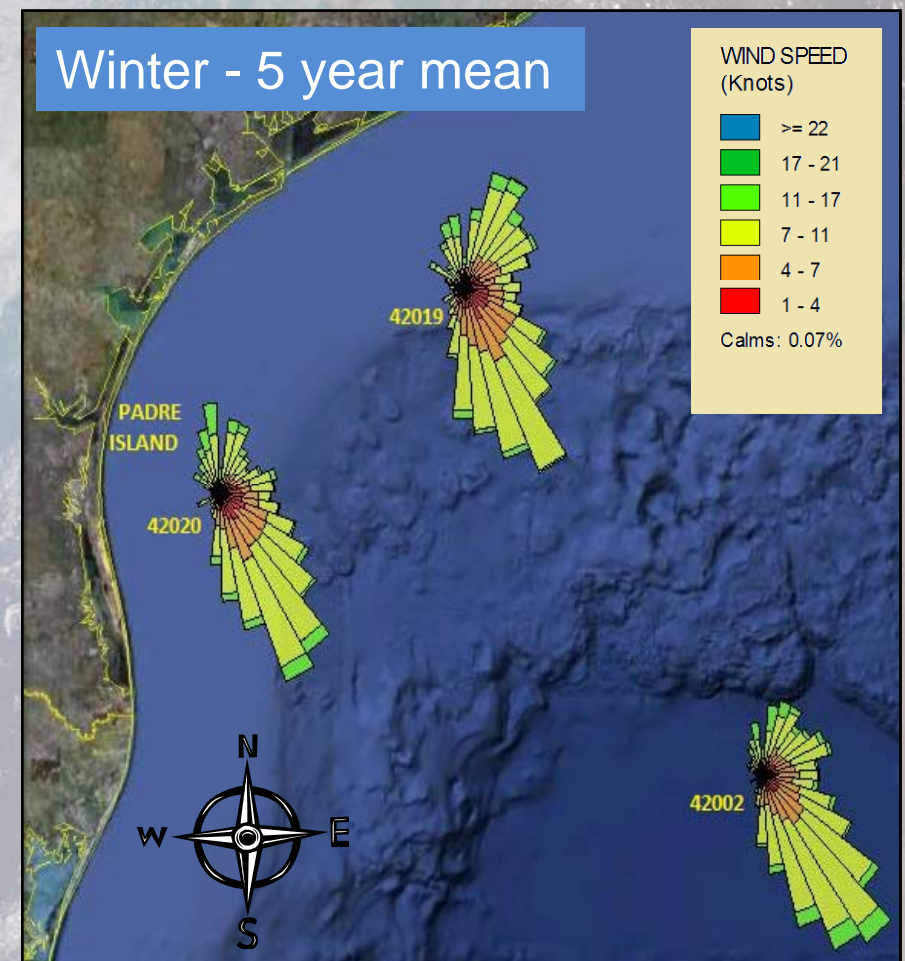 Winter - 5 year mean
WIND SPEED
(Knots)
>= 22
17 - 21
11 - 17
7 - 11
4 - 7
1 - 4
Calms: 0.07%
42019
PADRE
ISLAND
42020
42002
N
W
E
S